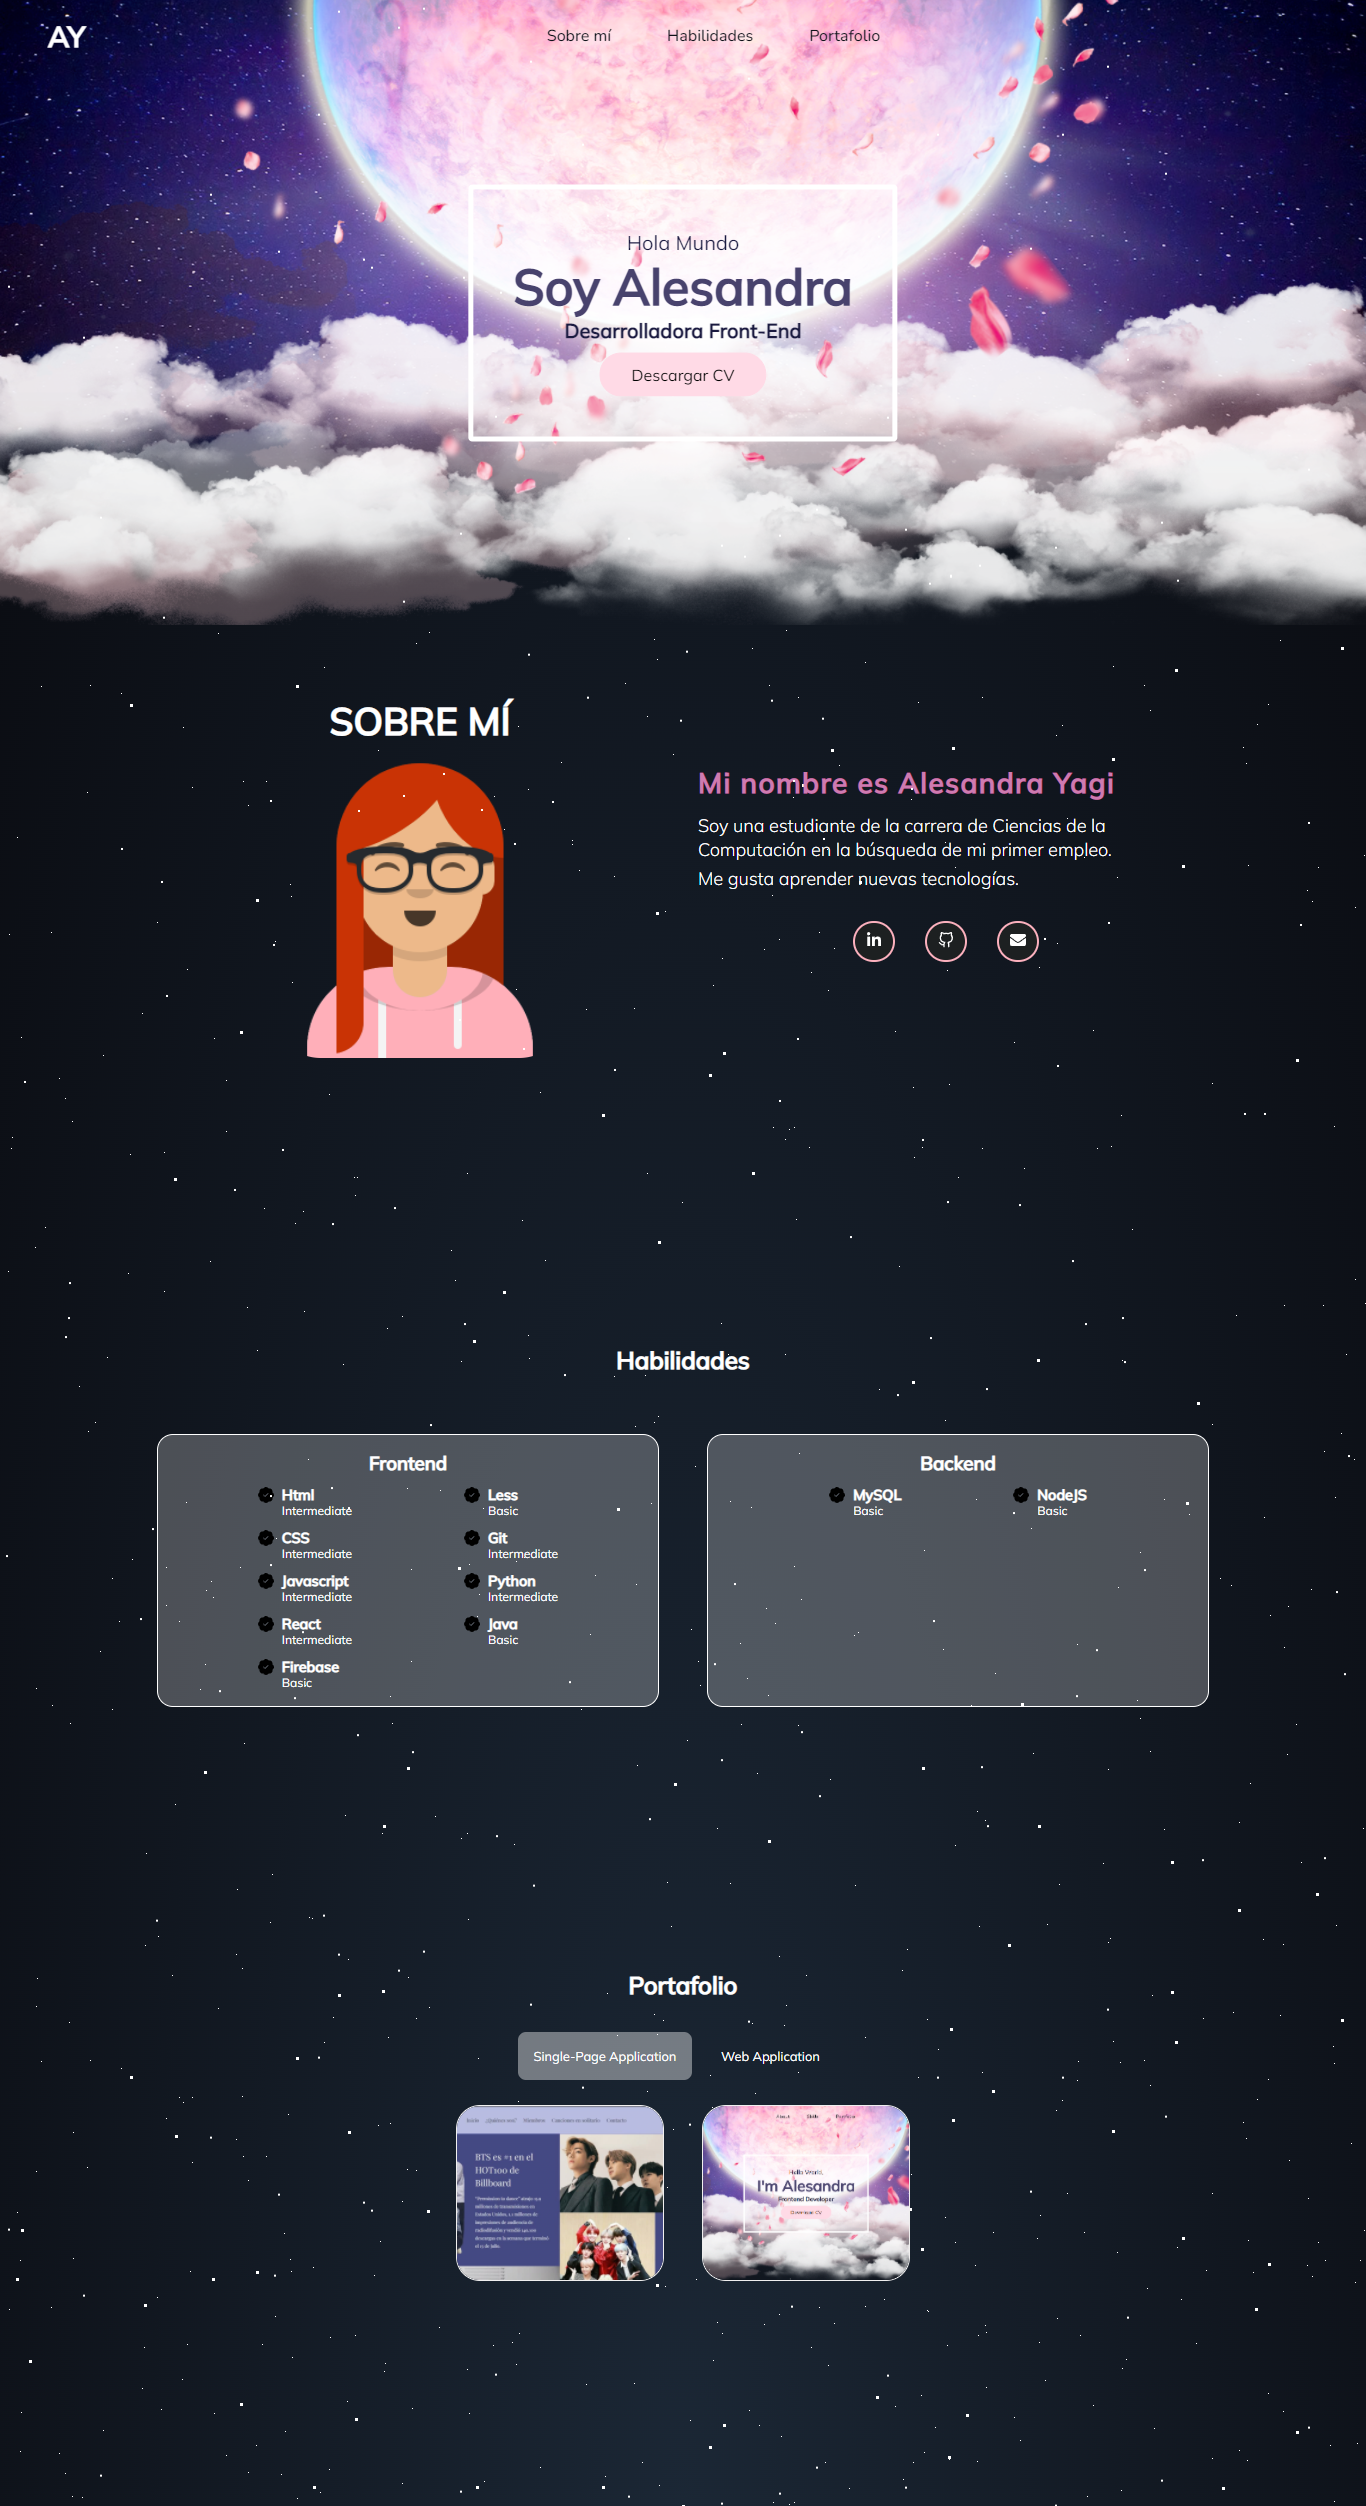 AY
Sobre mí
Habilidades
Portafolio
Hola Mundo
Soy Alesandra
Desarrolladora Front-End
Descargar CV
SOBRE MÍ
Mi nombre es Alesandra Yagi
Soy una estudiante de la carrera de Ciencias de la
Computación en la búsqueda de mi primer empleo.
Me gusta aprender nuevas tecnologías.
in
Habilidades
Frontend
Html
Intermediate
CSS
Intermediate
Javascript
Intermediate
React
Intermediate
Firebase
Basic
Less
Basic
Git
Intermediate
Python
Intermediate
Java
Basic
Backend
MySQL
Basic
NodeJS
Basic
Portafolio
Single-Page Application
Web Application
BTS es #1 en el
HOT100 de
Billboard
Hello World,
I'm Alesandra
Frontend Developer